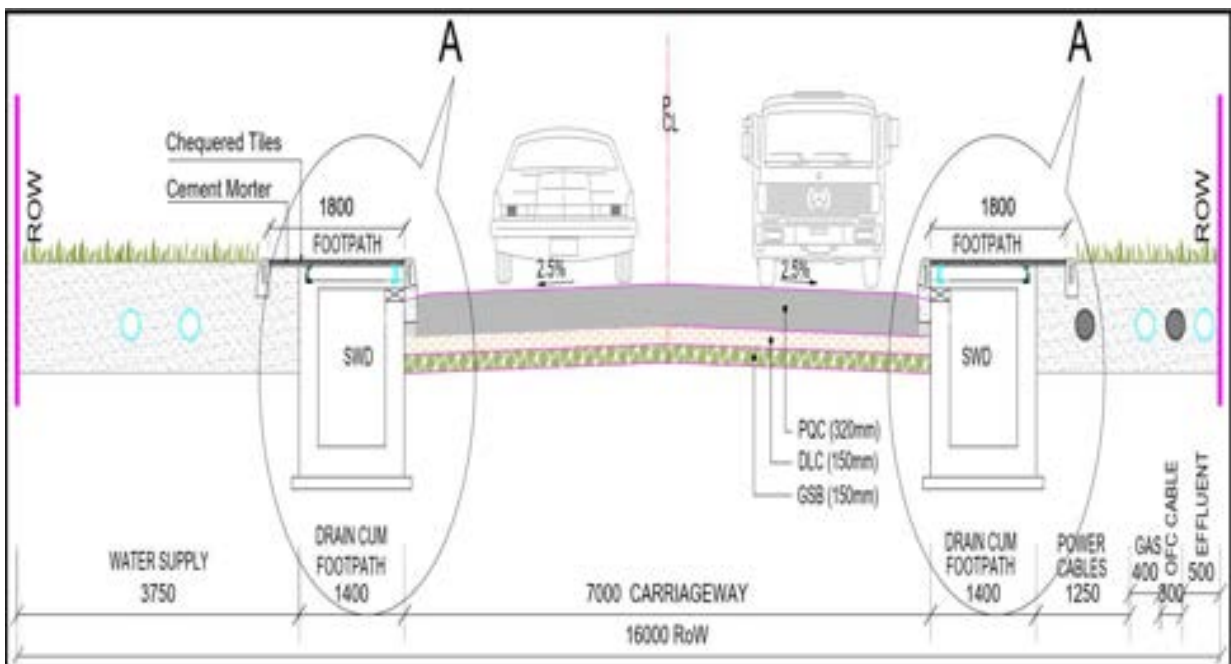 A
A
ROW
Chequered Tiles
Cement Morter
1800
FOOTPATH
CL
2.5%
2.5%
1800
FOOTPATH
ROW
SWD
SWD
PQC (320mm)
DLC (150mm)
GSB (150mm)
WATER SUPPLY
3750
DRAIN CUM
FOOTPATH
1400
7000 CARRIAGEWAY
DRAIN CUM
FOOTPATH
1400
POWER
CABLES
1250
GAS
400
OFC CABLE
EFFLUENT
500
16000 RoW